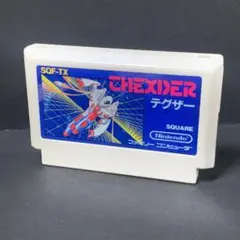 SQF-TX
THEXDER
テグザー
SQUARE
Nintendo
ファミリーコンピュータ